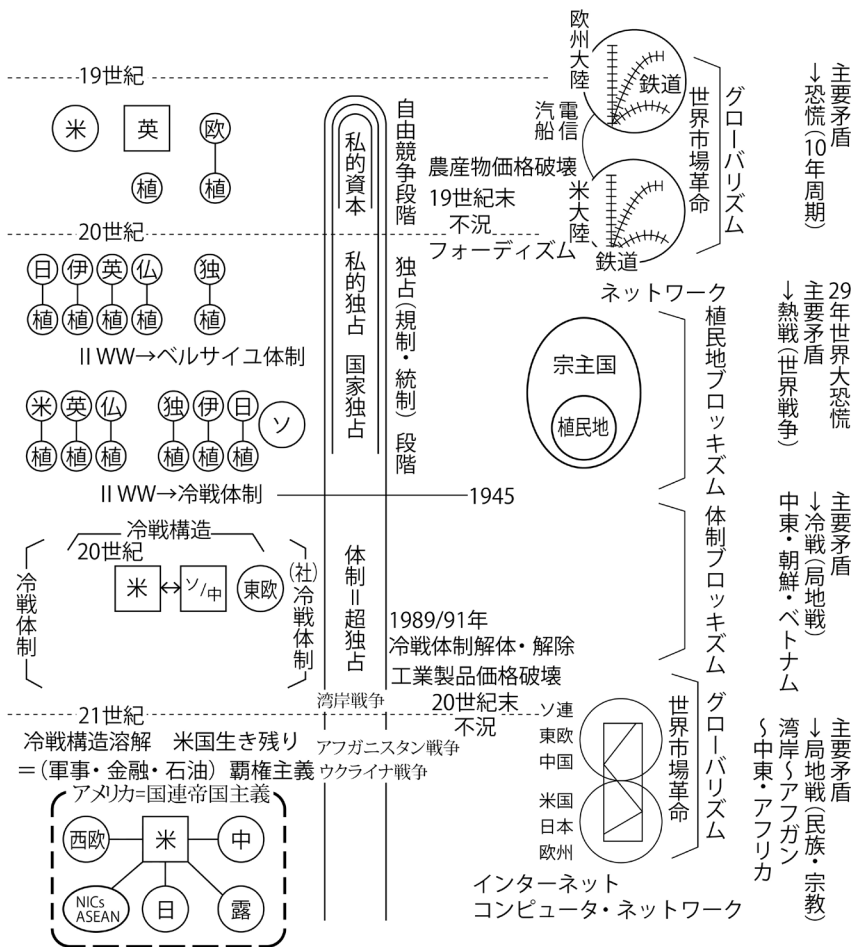 19世紀
米
英
欧
植
植
20世紀
日
伊
英
仏
独
植
植
植
植
植
II WW→ベルサイユ体制
米
英
仏
独
伊
日
ソ
植
植
植
植
植
植
II WW→冷戦体制
1945
冷戦構造
20世紀
冷戦体制
米
ソ/中
東欧
(社)冷戦体制
21世紀
冷戦構造溶解 米国生き残り
=(軍事・金融・石油)覇権主義
アメリカ=国連帝国主義
西欧
米
中
NICs
ASEAN
日
露
私的資本
私的独占 国家独占
体制=超独占
自由競争段階
独占(規制・統制)段階
農産物価格破壊
19世紀末
不況
フォーディズム
1989/91年
冷戦体制解体・解除
工業製品価格破壊
20世紀末
不況
湾岸戦争
アフガニスタン戦争
ウクライナ戦争
欧州大陸
鉄道
電信
汽船
米大陸
鉄道
ネットワーク
世界市場革命
グローバリズム
宗主国
植民地
植民地ブロッキズム
体制ブロッキズム
ソ連
東欧
中国
米国
日本
欧州
世界市場革命
グローバリズム
インターネット
コンピュータ・ネットワーク
主要矛盾
↓恐慌(10年周期)
29年世界大恐慌
主要矛盾
↓熱戦(世界戦争)
主要矛盾
↓冷戦(局地戦)
中東・朝鮮・ベトナム
主要矛盾
↓局地戦(民族・宗教)
湾岸~アフガン
~中東・アフリカ